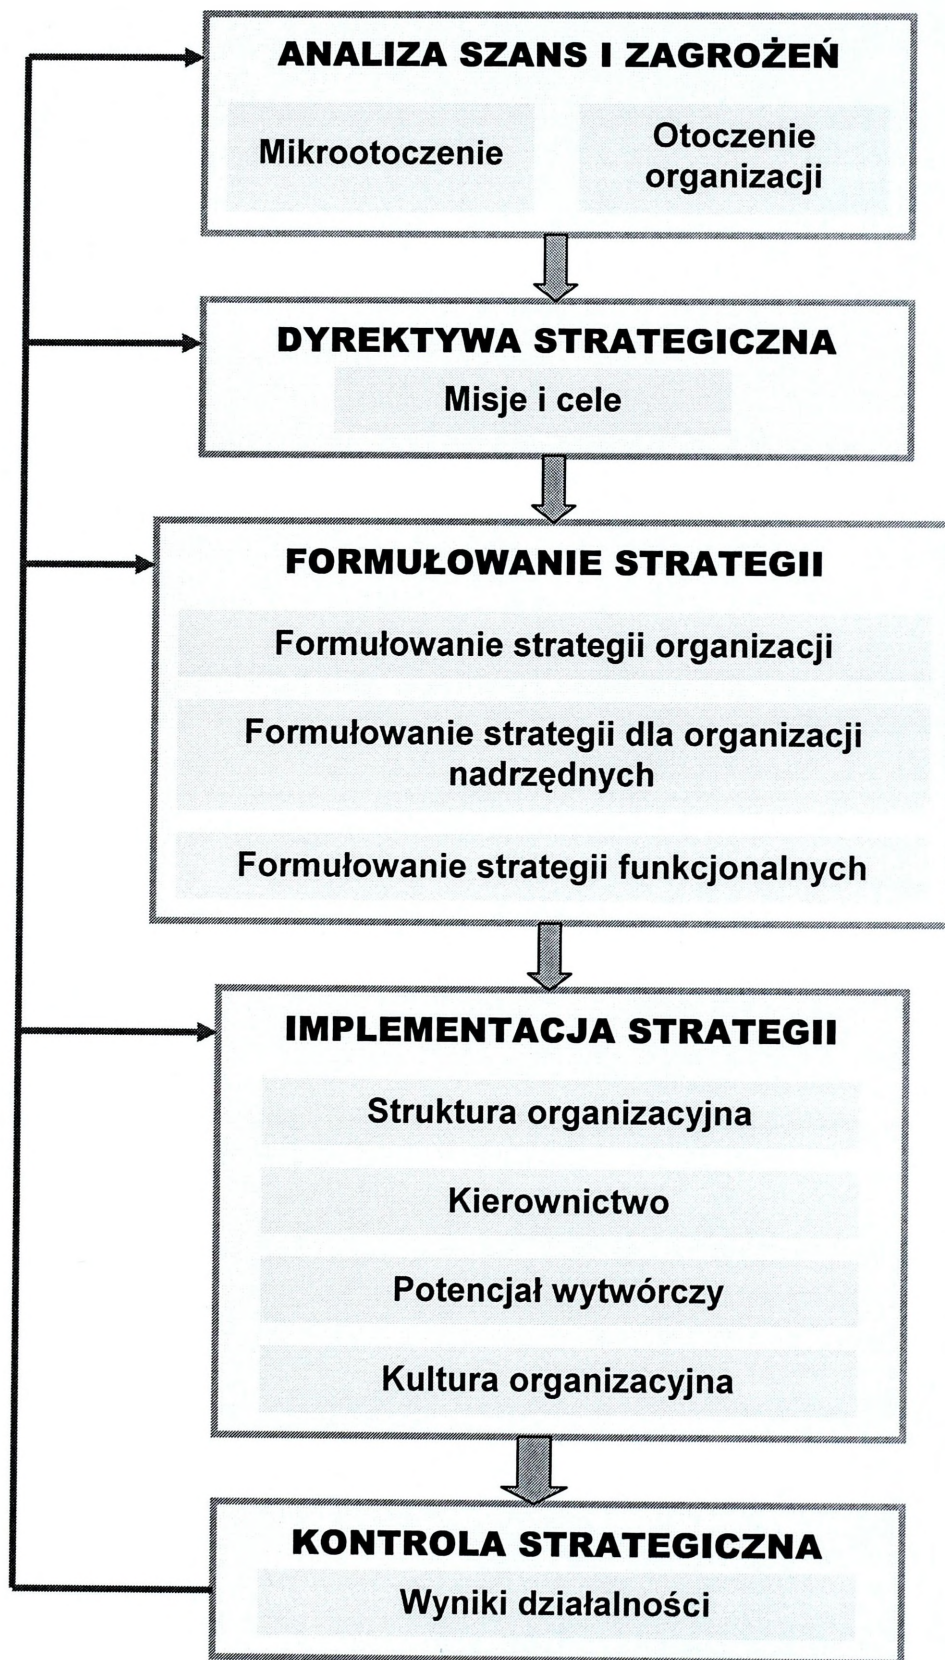 ANALIZA SZANS I ZAGROŻEŃ
Mikrootoczenie
Otoczenie
organizacji
DYREKTYWA STRATEGICZNA
Misje i cele
FORMUŁOWANIE STRATEGII
Formułowanie strategii organizacji
Formułowanie strategii dla organizacji
nadrzędnych
Formułowanie strategii funkcjonalnych
IMPLEMENTACJA STRATEGII
Struktura organizacyjna
Kierownictwo
Potencjał wytwórczy
Kultura organizacyjna
KONTROLA STRATEGICZNA
Wyniki działalności